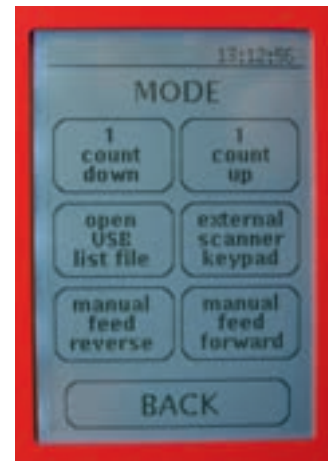 13:12:56
MODE
1
count
down
1
count
up
open
USB
list file
external
scanner
keypad
manual
feed
reverse
manual
feed
forward
BACK